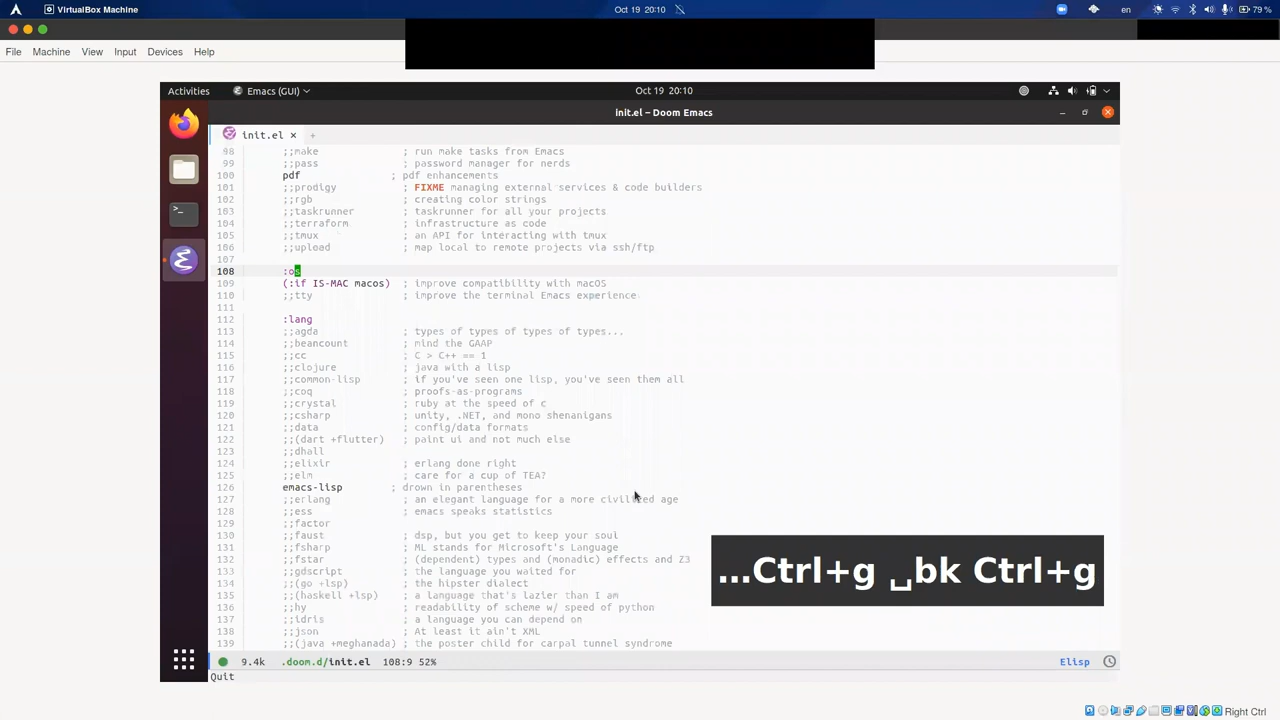 VirtualBox Machine
Oct 19 20:10
en
79 %
File Machine View Input Devices Help
Activities
Emacs (GUI)
Oct 19 20:10
init.el – Doom Emacs
init.el × +
98 ;;make ; run make tasks from Emacs
99 ;;pass ; password manager for nerds
100 pdf ; pdf enhancements
101 ;;prodigy ; FIXME managing external services & code builders
102 ;;rgb ; creating color strings
103 ;;taskrunner ; taskrunner for all your projects
104 ;;terraform ; infrastructure as code
105 ;;tmux ; an API for interacting with tmux
106 ;;upload ; map local to remote projects via ssh/ftp
107
108 :os
109 (:if IS-MAC macos) ; improve compatibility with macOS
110 ;;tty ; improve the terminal Emacs experience
111
112 :lang
113 ;;agda ; types of types of types of types...
114 ;;beancount ; mind the GAAP
115 ;;cc ; C > C++ == 1
116 ;;clojure ; java with a lisp
117 ;;common-lisp ; if you've seen one lisp, you've seen them all
118 ;;coq ; proofs-as-programs
119 ;;crystal ; ruby at the speed of c
120 ;;csharp ; unity, .NET, and mono shenanigans
121 ;;data ; config/data formats
122 ;;(dart +flutter) ; paint ui and not much else
123 ;;dhall
124 ;;elixir ; erlang done right
125 ;;elm ; care for a cup of TEA?
126 emacs-lisp ; drown in parentheses
127 ;;erlang ; an elegant language for a more civilized age
128 ;;ess ; emacs speaks statistics
129 ;;factor
130 ;;faust ; dsp, but you get to keep your soul
131 ;;fsharp ; ML stands for Microsoft's Language
132 ;;fstar ; (dependent) types and (monadic) effects and Z3
133 ;;gdscript ; the language you waited for
134 ;;(go +lsp) ; the hipster dialect
135 ;;(haskell +lsp) ; a language that's lazier than I am
136 ;;hy ; readability of scheme w/ speed of python
137 ;;idris ; a language you can depend on
138 ;;json ; At least it ain't XML
139 ;;(java +meghanada) ; the poster child for carpal tunnel syndrome
...Ctrl+g ␣bk Ctrl+g
9.4k .doom.d/init.el 108:9 52% Elisp
Quit
Right Ctrl